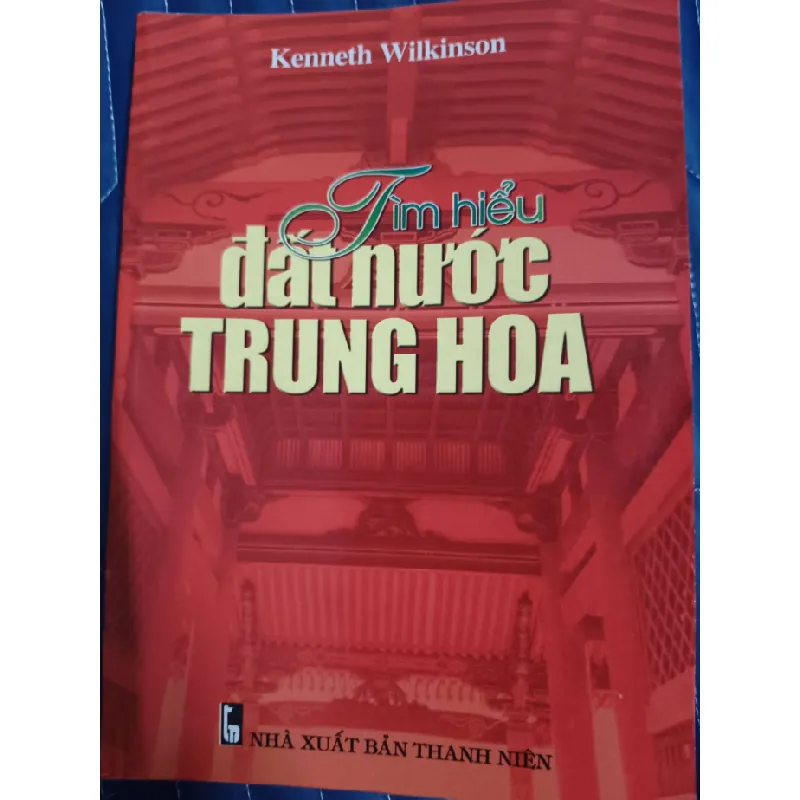 Kenneth Wilkinson
Tìm hiểu
đất nước
TRUNG HOA
NHÀ XUẤT BẢN THANH NIÊN